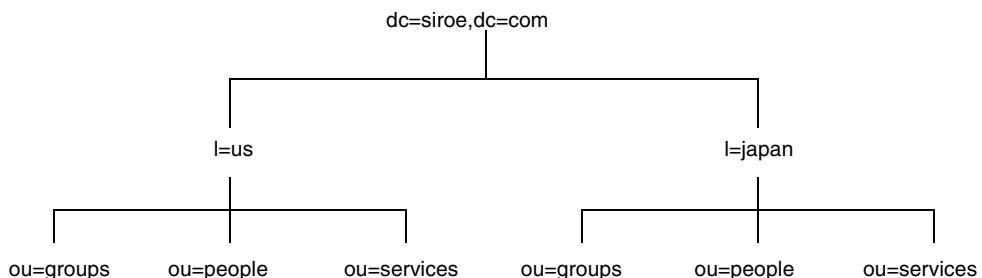 dc=siroe,dc=com
l=us
l=japan
ou=groups
ou=people
ou=services
ou=groups
ou=people
ou=services